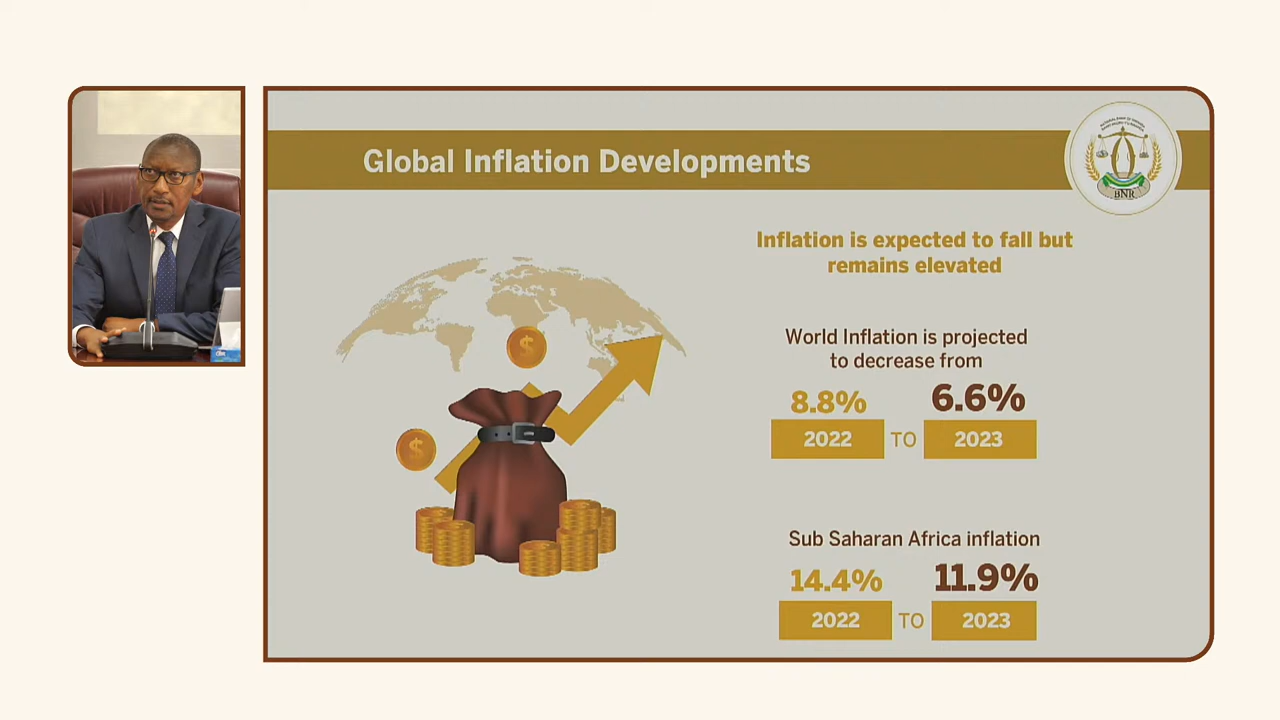 Global Inflation Developments
BNR
Inflation is expected to fall but
remains elevated
World Inflation is projected
to decrease from
8.8% 6.6%
2022 TO 2023
Sub Saharan Africa inflation
14.4% 11.9%
2022 TO 2023
$
$